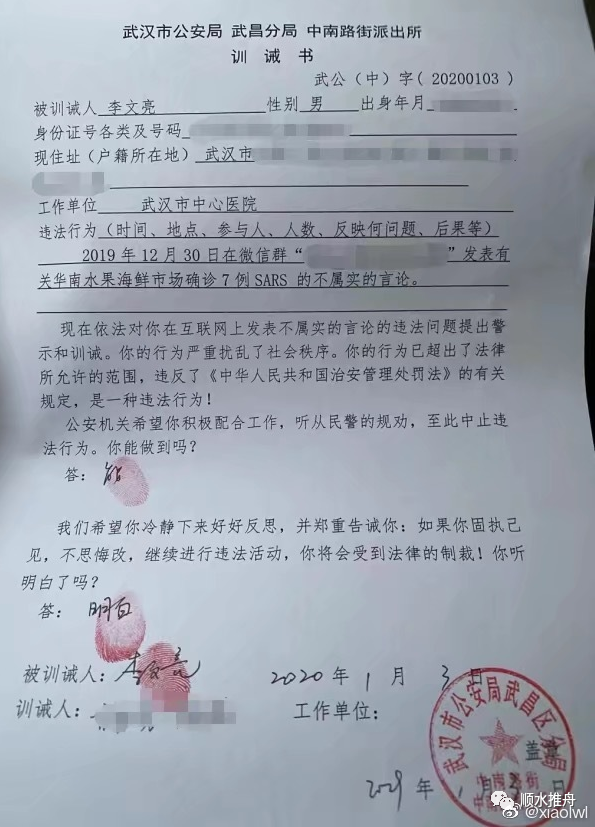 武汉市公安局 武昌分局 中南路街派出所
训 诫 书
武公（中）字（20200103）
被训诫人 李文亮 性别 男 出身年月
身份证号各类及号码
现住址（户籍所在地） 武汉市
工作单位 武汉市中心医院
违法行为（时间、地点、参与人、人数、反映何问题、后果等）
2019年12月30日在微信群“ ”发表有
关华南水果海鲜市场确诊7例SARS 的不属实的言论。
现在依法对你在互联网上发表不属实的言论的违法问题提出警
示和训诫。你的行为严重扰乱了社会秩序。你的行为已超出了法律
所允许的范围，违反了《中华人民共和国治安管理处罚法》的有关
规定，是一种违法行为！
公安机关希望你积极配合工作，听从民警的规劝，至此中止违
法行为。你能做到吗？
答： 能
我们希望你冷静下来好好反思，并郑重告诫你：如果你固执己
见，不思悔改，继续进行违法活动，你将会受到法律的制裁！你听
明白了吗？
答： 明白
被训诫人： 李文亮 2020 年 1 月 3 日
训诫人： 工作单位：
武汉市公安局武昌区分局
盖章
中南路街
年 1 月 3 日
顺水推舟
@xiaolwl